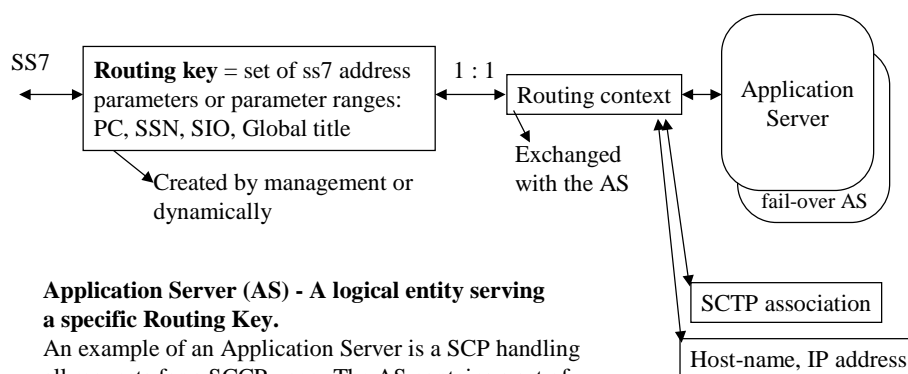 SS7
Routing key = set of ss7 address
parameters or parameter ranges:
PC, SSN, SIO, Global title
1 : 1
Routing context
Application
Server
fail-over AS
Exchanged
with the AS
Created by management or
dynamically
SCTP association
Host-name, IP address
Application Server (AS) - A logical entity serving
a specific Routing Key.
An example of an Application Server is a SCP handling